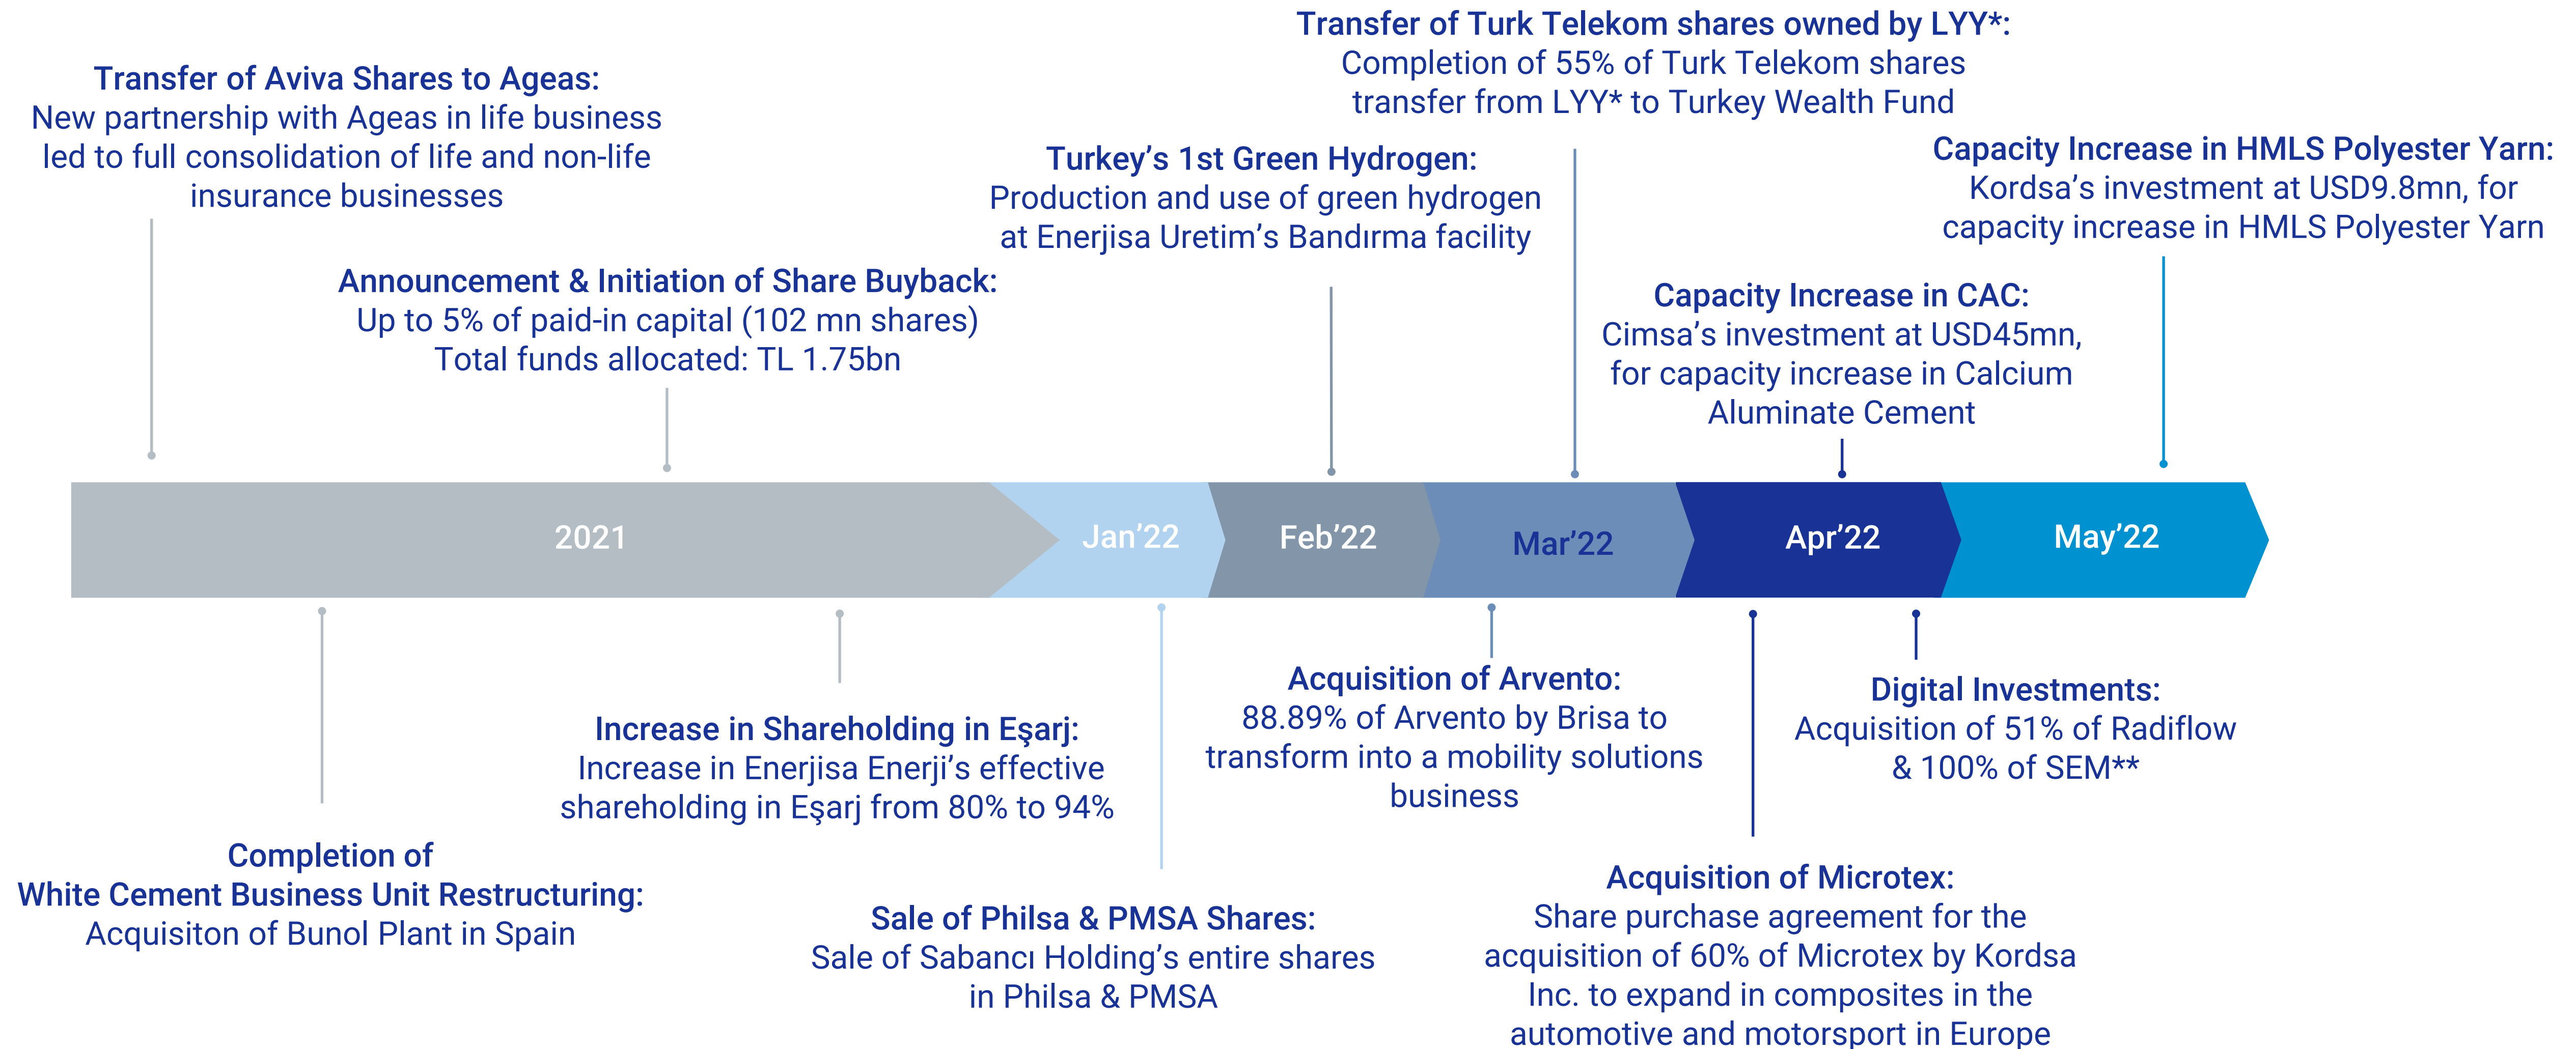 Transfer of Aviva Shares to Ageas:
New partnership with Ageas in life business
led to full consolidation of life and non-life
insurance businesses
Announcement & Initiation of Share Buyback:
Up to 5% of paid-in capital (102 mn shares)
Total funds allocated: TL 1.75bn
Turkey’s 1st Green Hydrogen:
Production and use of green hydrogen
at Enerjisa Uretim’s Bandırma facility
Transfer of Turk Telekom shares owned by LYY*:
Completion of 55% of Turk Telekom shares
transfer from LYY* to Turkey Wealth Fund
Capacity Increase in CAC:
Cimsa’s investment at USD45mn,
for capacity increase in Calcium
Aluminate Cement
Capacity Increase in HMLS Polyester Yarn:
Kordsa’s investment at USD9.8mn, for
capacity increase in HMLS Polyester Yarn
2021
Jan’22
Feb’22
Mar’22
Apr’22
May’22
Completion of
White Cement Business Unit Restructuring:
Acquisiton of Bunol Plant in Spain
Increase in Shareholding in Eşarj:
Increase in Enerjisa Enerji’s effective
shareholding in Eşarj from 80% to 94%
Sale of Philsa & PMSA Shares:
Sale of Sabancı Holding’s entire shares
in Philsa & PMSA
Acquisition of Arvento:
88.89% of Arvento by Brisa to
transform into a mobility solutions
business
Acquisition of Microtex:
Share purchase agreement for the
acquisition of 60% of Microtex by Kordsa
Inc. to expand in composites in the
automotive and motorsport in Europe
Digital Investments:
Acquisition of 51% of Radiflow
& 100% of SEM**